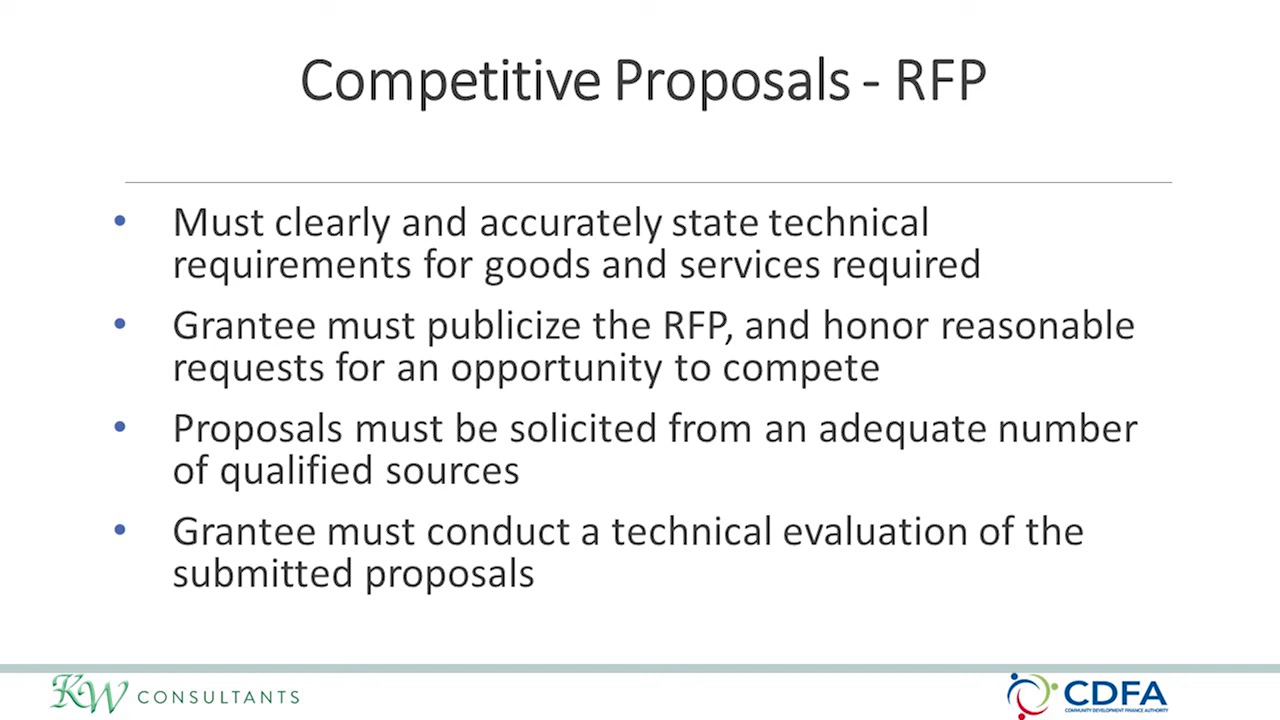 Competitive Proposals - RFP
• Must clearly and accurately state technical
requirements for goods and services required
• Grantee must publicize the RFP, and honor reasonable
requests for an opportunity to compete
• Proposals must be solicited from an adequate number
of qualified sources
• Grantee must conduct a technical evaluation of the
submitted proposals
KW CONSULTANTS
CDFA
COMMUNITY DEVELOPMENT FINANCE AUTHORITY